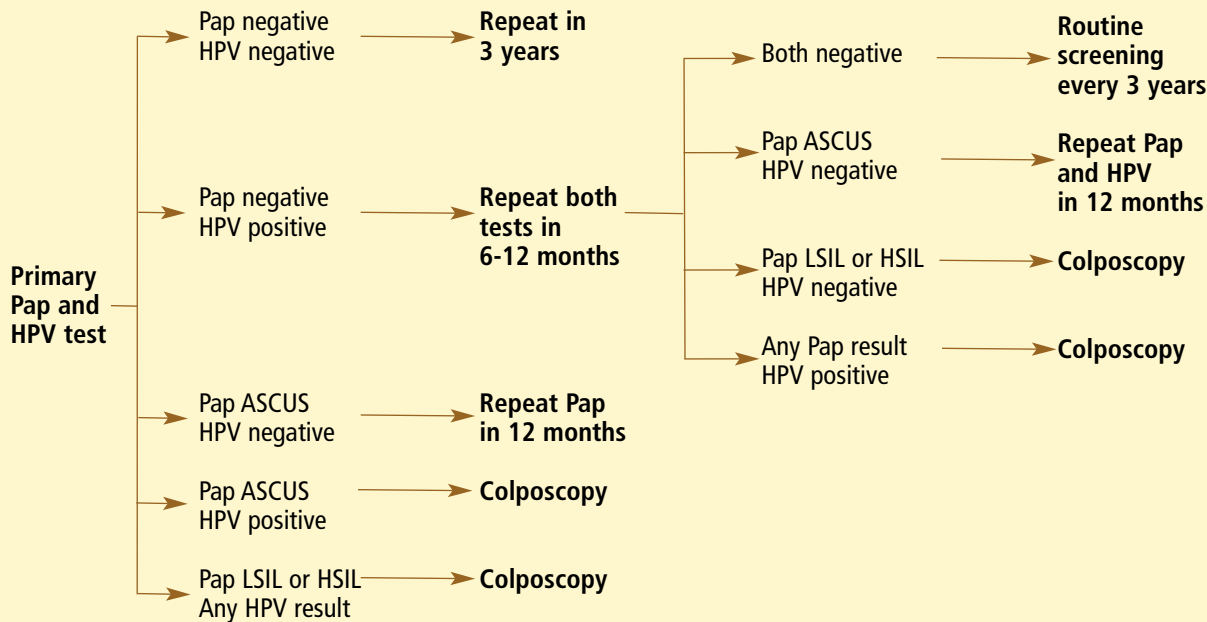 Primary
Pap and
HPV test
Pap negative
HPV negative
Repeat in
3 years
Pap negative
HPV positive
Repeat both
tests in
6-12 months
Both negative
Routine
screening
every 3 years
Pap ASCUS
HPV negative
Repeat Pap
and HPV
in 12 months
Pap LSIL or HSIL
HPV negative
Colposcopy
Any Pap result
HPV positive
Colposcopy
Pap ASCUS
HPV negative
Repeat Pap
in 12 months
Pap ASCUS
HPV positive
Colposcopy
Pap LSIL or HSIL
Any HPV result
Colposcopy